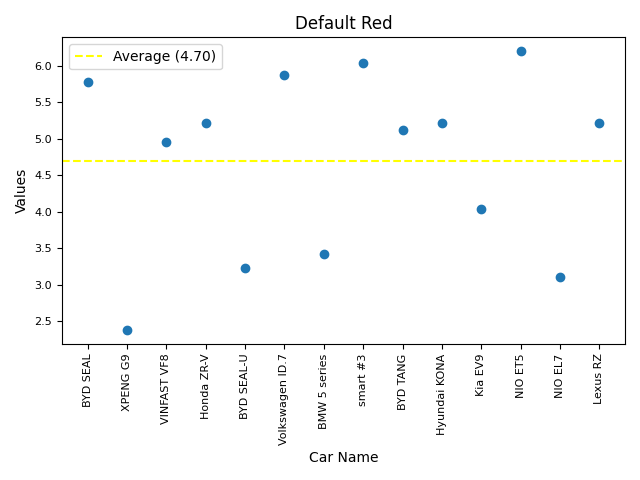 Default Red
Average (4.70)
Values
6.0
5.5
5.0
4.5
4.0
3.5
3.0
2.5
BYD SEAL
XPENG G9
VINFAST VF8
Honda ZR-V
BYD SEAL-U
Volkswagen ID.7
BMW 5 series
smart #3
BYD TANG
Hyundai KONA
Kia EV9
NIO ET5
NIO EL7
Lexus RZ
Car Name